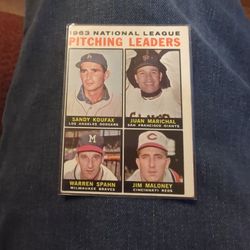 1963 NATIONAL LEAGUE
PITCHING LEADERS
SANDY KOUFAX
LOS ANGELES DODGERS
JUAN MARICHAL
SAN FRANCISCO GIANTS
WARREN SPAHN
MILWAUKEE BRAVES
JIM MALONEY
CINCINNATI REDS